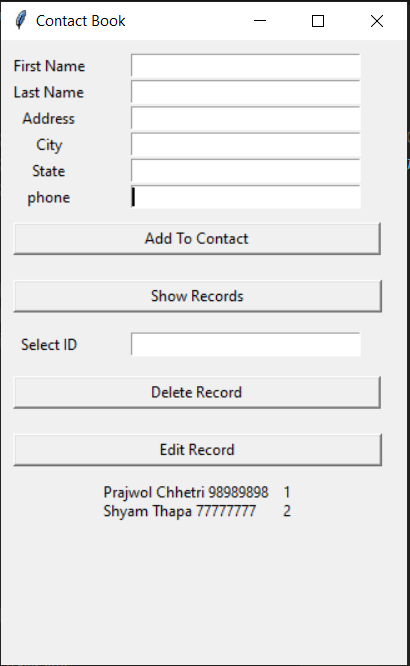 Contact Book
First Name
Last Name
Address
City
State
phone
Add To Contact
Show Records
Select ID
Delete Record
Edit Record
Prajwol Chhetri 98989898 1
Shyam Thapa 77777777 2